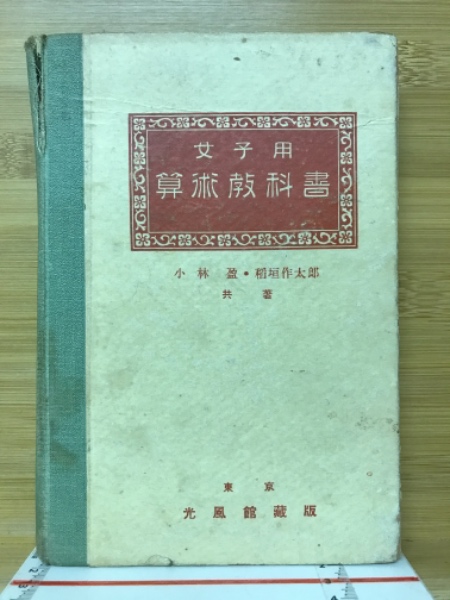 女子用
算術教科書
小林盈・稻垣作太郎
共著
東京
光風館藏版